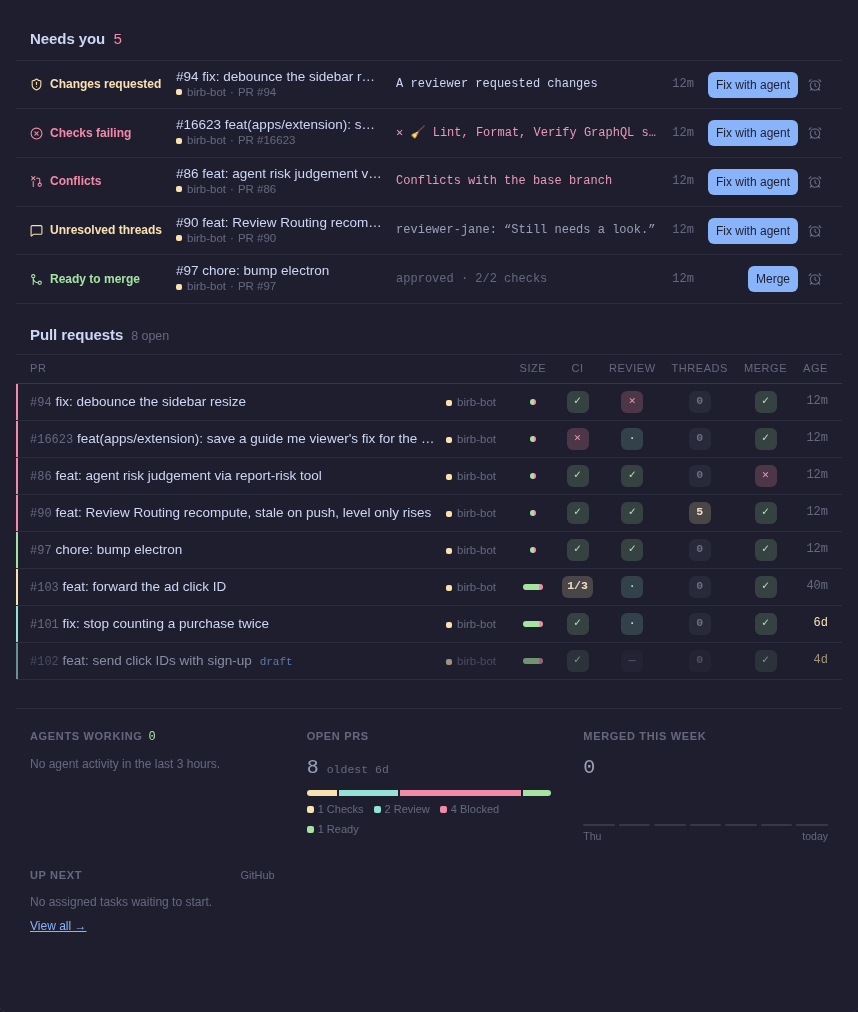 Needs you 5
Changes requested
#94 fix: debounce the sidebar r…
birb-bot · PR #94
A reviewer requested changes
12m
Fix with agent
Checks failing
#16623 feat(apps/extension): s…
birb-bot · PR #16623
✕ 🧹 Lint, Format, Verify GraphQL s…
12m
Fix with agent
Conflicts
#86 feat: agent risk judgement v…
birb-bot · PR #86
Conflicts with the base branch
12m
Fix with agent
Unresolved threads
#90 feat: Review Routing recom…
birb-bot · PR #90
reviewer-jane: “Still needs a look.”
12m
Fix with agent
Ready to merge
#97 chore: bump electron
birb-bot · PR #97
approved · 2/2 checks
12m
Merge
Pull requests 8 open
PR SIZE CI REVIEW THREADS MERGE AGE
#94 fix: debounce the sidebar resize birb-bot ✓ ✕ 0 ✓ 12m
#16623 feat(apps/extension): save a guide me viewer's fix for the … birb-bot ✕ · 0 ✓ 12m
#86 feat: agent risk judgement via report-risk tool birb-bot ✓ ✓ 0 ✕ 12m
#90 feat: Review Routing recompute, stale on push, level only rises birb-bot ✓ ✓ 5 ✓ 12m
#97 chore: bump electron birb-bot ✓ ✓ 0 ✓ 12m
#103 feat: forward the ad click ID birb-bot 1/3 · 0 ✓ 40m
#101 fix: stop counting a purchase twice birb-bot ✓ · 0 ✓ 6d
#102 feat: send click IDs with sign-up draft birb-bot ✓ — 0 ✓ 4d
AGENTS WORKING 0
No agent activity in the last 3 hours.
OPEN PRS
8 oldest 6d
1 Checks 2 Review 4 Blocked
1 Ready
MERGED THIS WEEK
0
Thu today
UP NEXT GitHub
No assigned tasks waiting to start.
View all →